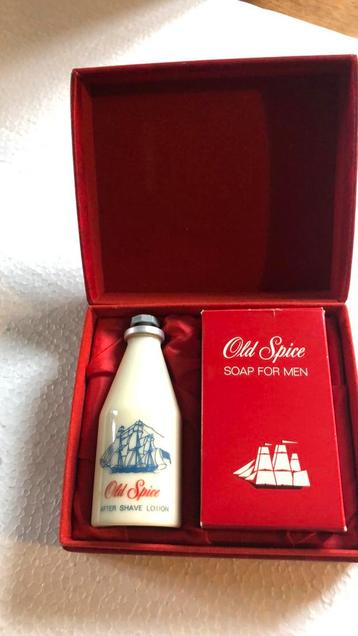 Old Spice
AFTER SHAVE LOTION
Old Spice
SOAP FOR MEN